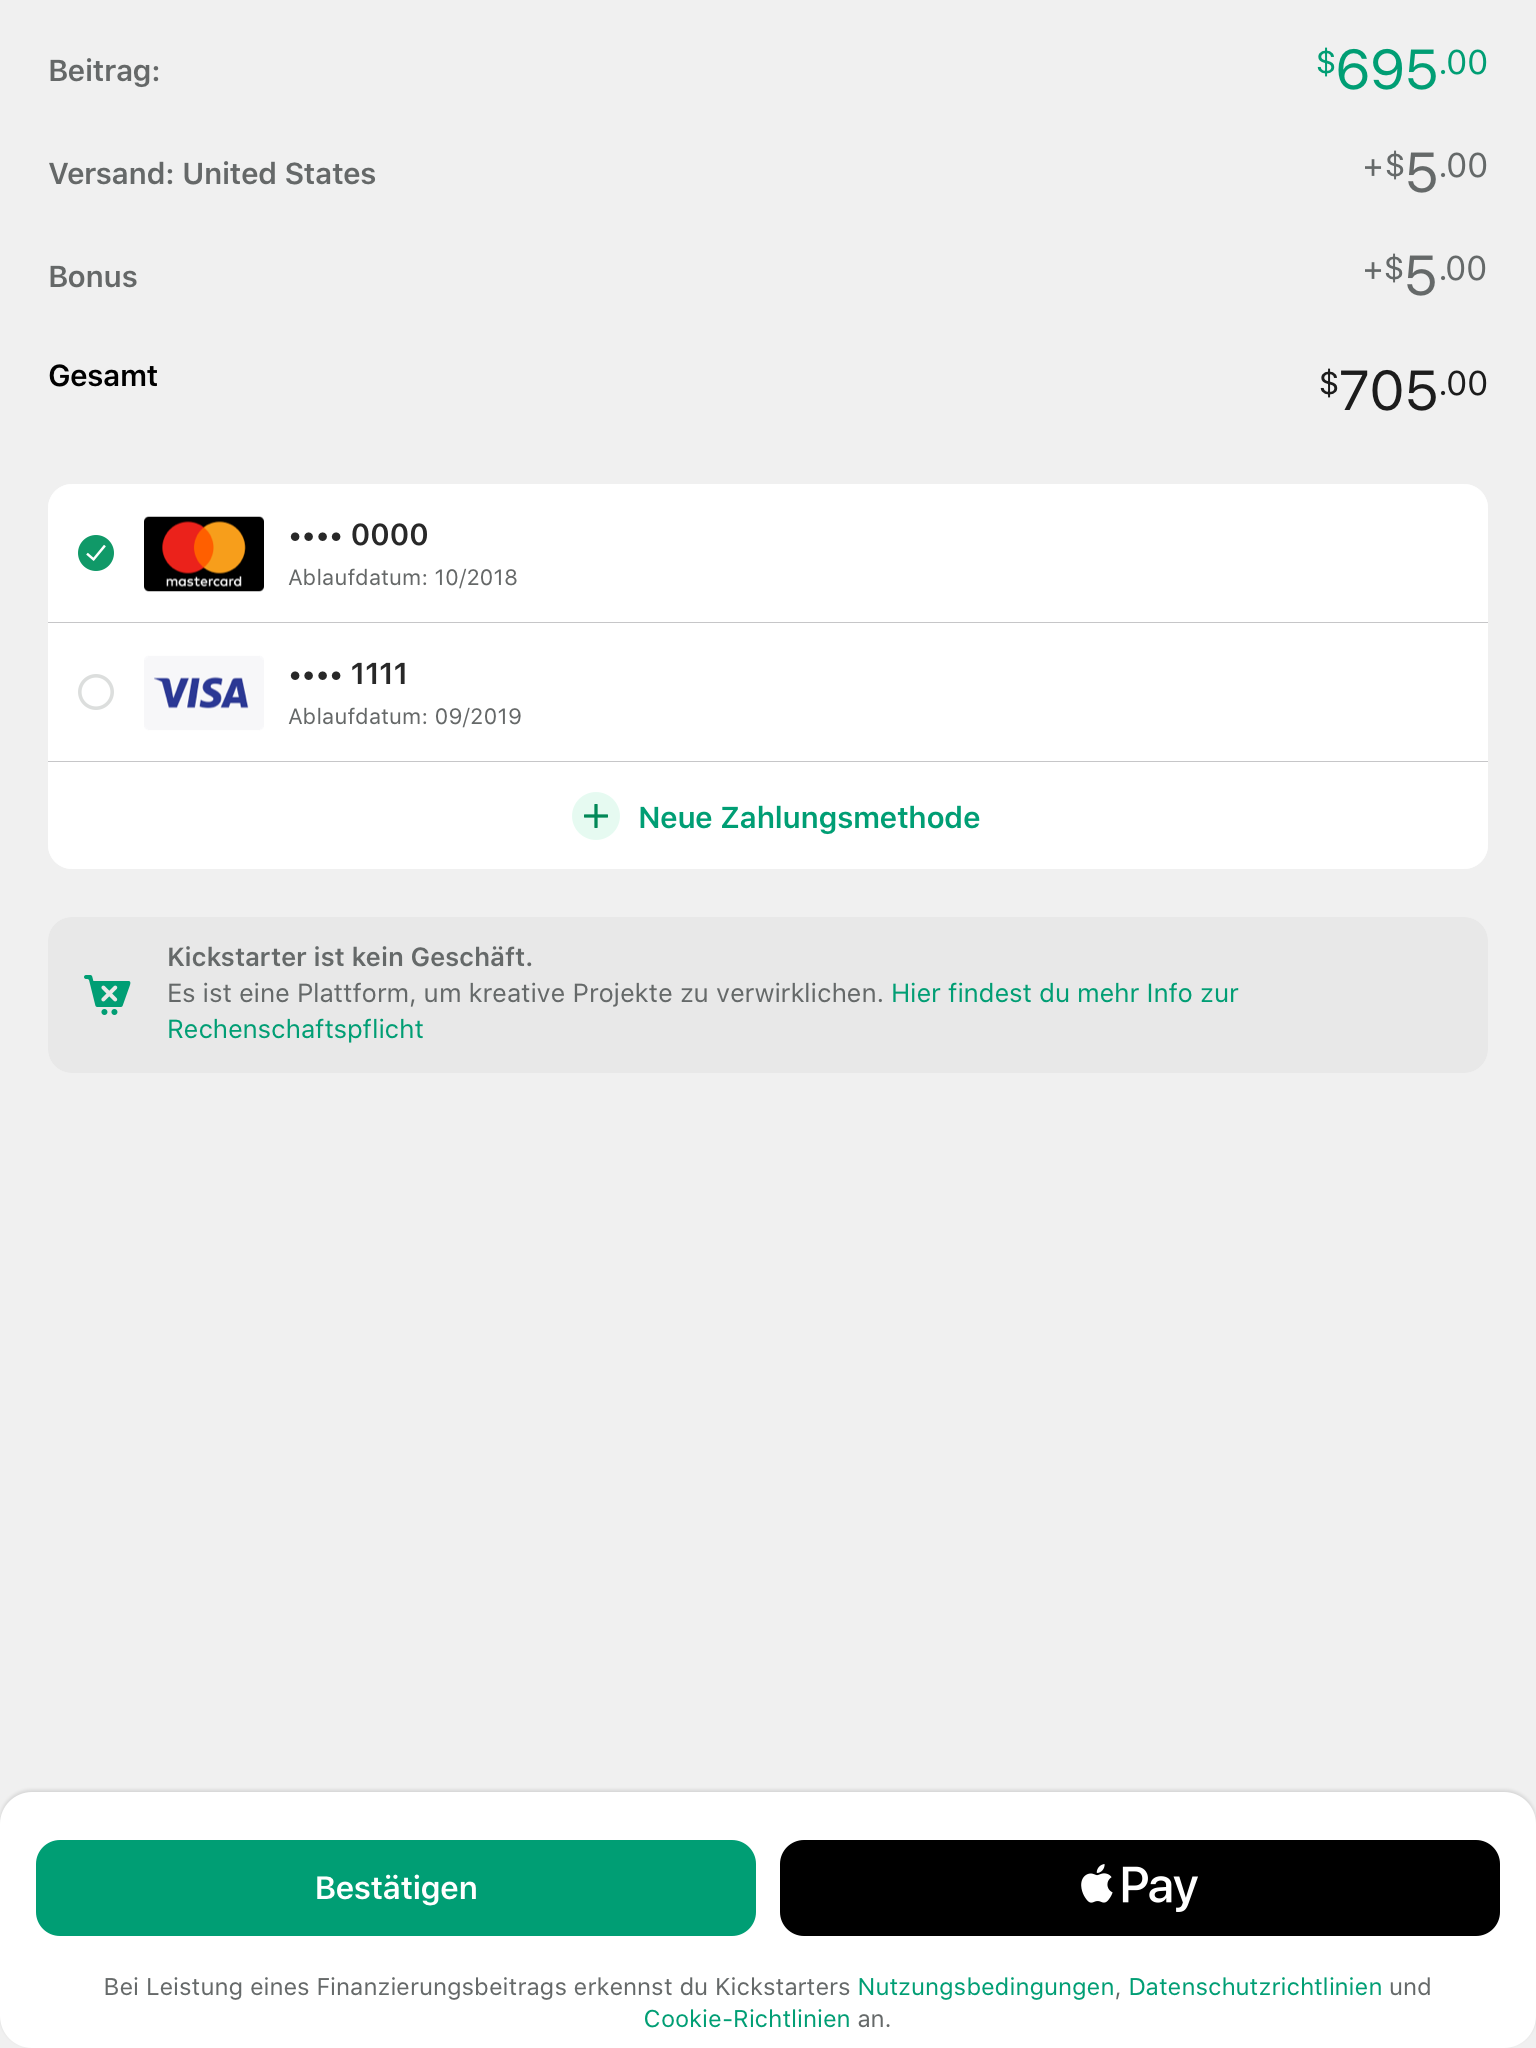 Beitrag:
$695.00
Versand: United States
+$5.00
Bonus
+$5.00
Gesamt
$705.00
mastercard
•••• 0000
Ablaufdatum: 10/2018
VISA
•••• 1111
Ablaufdatum: 09/2019
Neue Zahlungsmethode
Kickstarter ist kein Geschäft.
Es ist eine Plattform, um kreative Projekte zu verwirklichen. Hier findest du mehr Info zur
Rechenschaftspflicht
Bestätigen
Pay
Bei Leistung eines Finanzierungsbeitrags erkennst du Kickstarters Nutzungsbedingungen, Datenschutzrichtlinien und
Cookie-Richtlinien an.